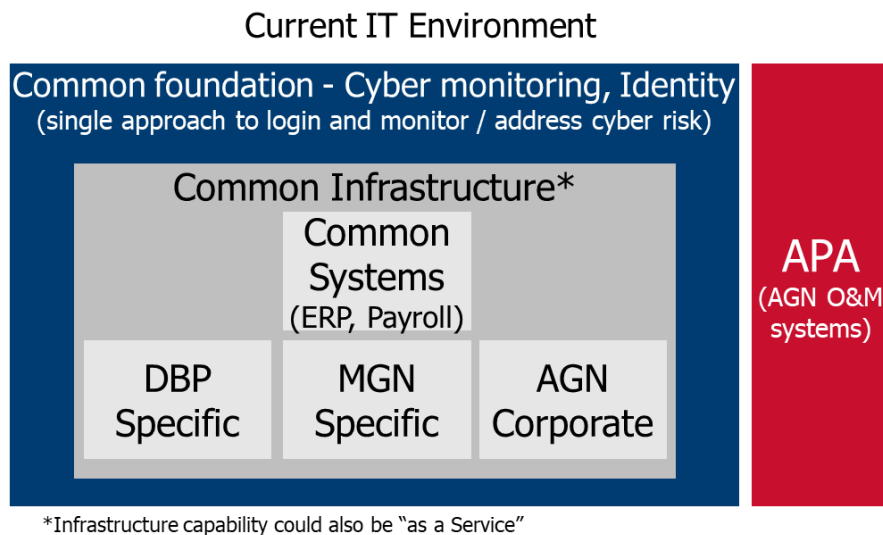 Current IT Environment
Common foundation - Cyber monitoring, Identity
(single approach to login and monitor / address cyber risk)
Common Infrastructure*
Common
Systems
(ERP, Payroll)
DBP
Specific
MGN
Specific
AGN
Corporate
APA
(AGN O&M
systems)
*Infrastructure capability could also be “as a Service”